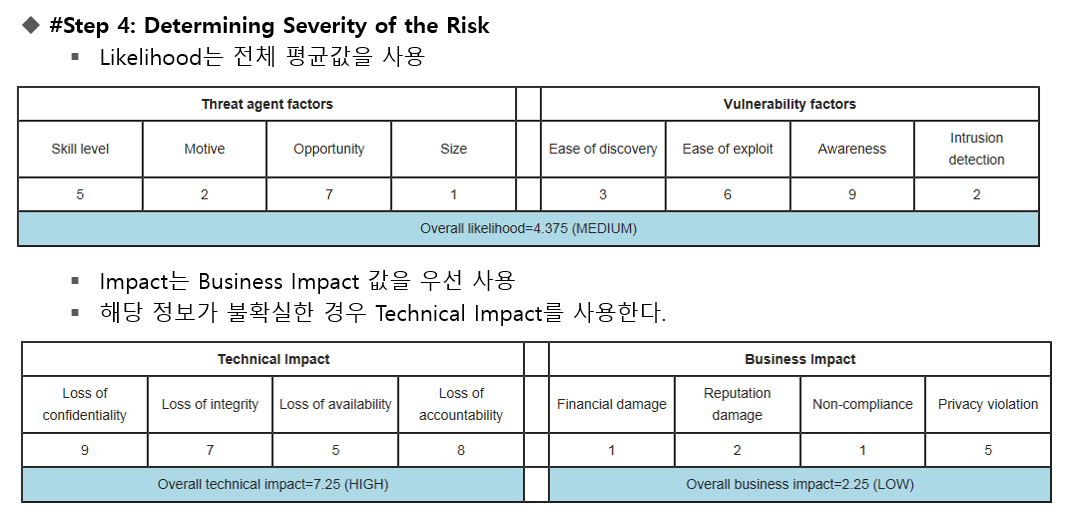 ◆ #Step 4: Determining Severity of the Risk
▪ Likelihood는 전체 평균값을 사용
Threat agent factors Vulnerability factors
Skill level Motive Opportunity Size Ease of discovery Ease of exploit Awareness Intrusion detection
5 2 7 1 3 6 9 2
Overall likelihood=4.375 (MEDIUM)
▪ Impact는 Business Impact 값을 우선 사용
▪ 해당 정보가 불확실한 경우 Technical Impact를 사용한다.
Technical Impact Business Impact
Loss of confidentiality Loss of integrity Loss of availability Loss of accountability Financial damage Reputation damage Non-compliance Privacy violation
9 7 5 8 1 2 1 5
Overall technical impact=7.25 (HIGH) Overall business impact=2.25 (LOW)